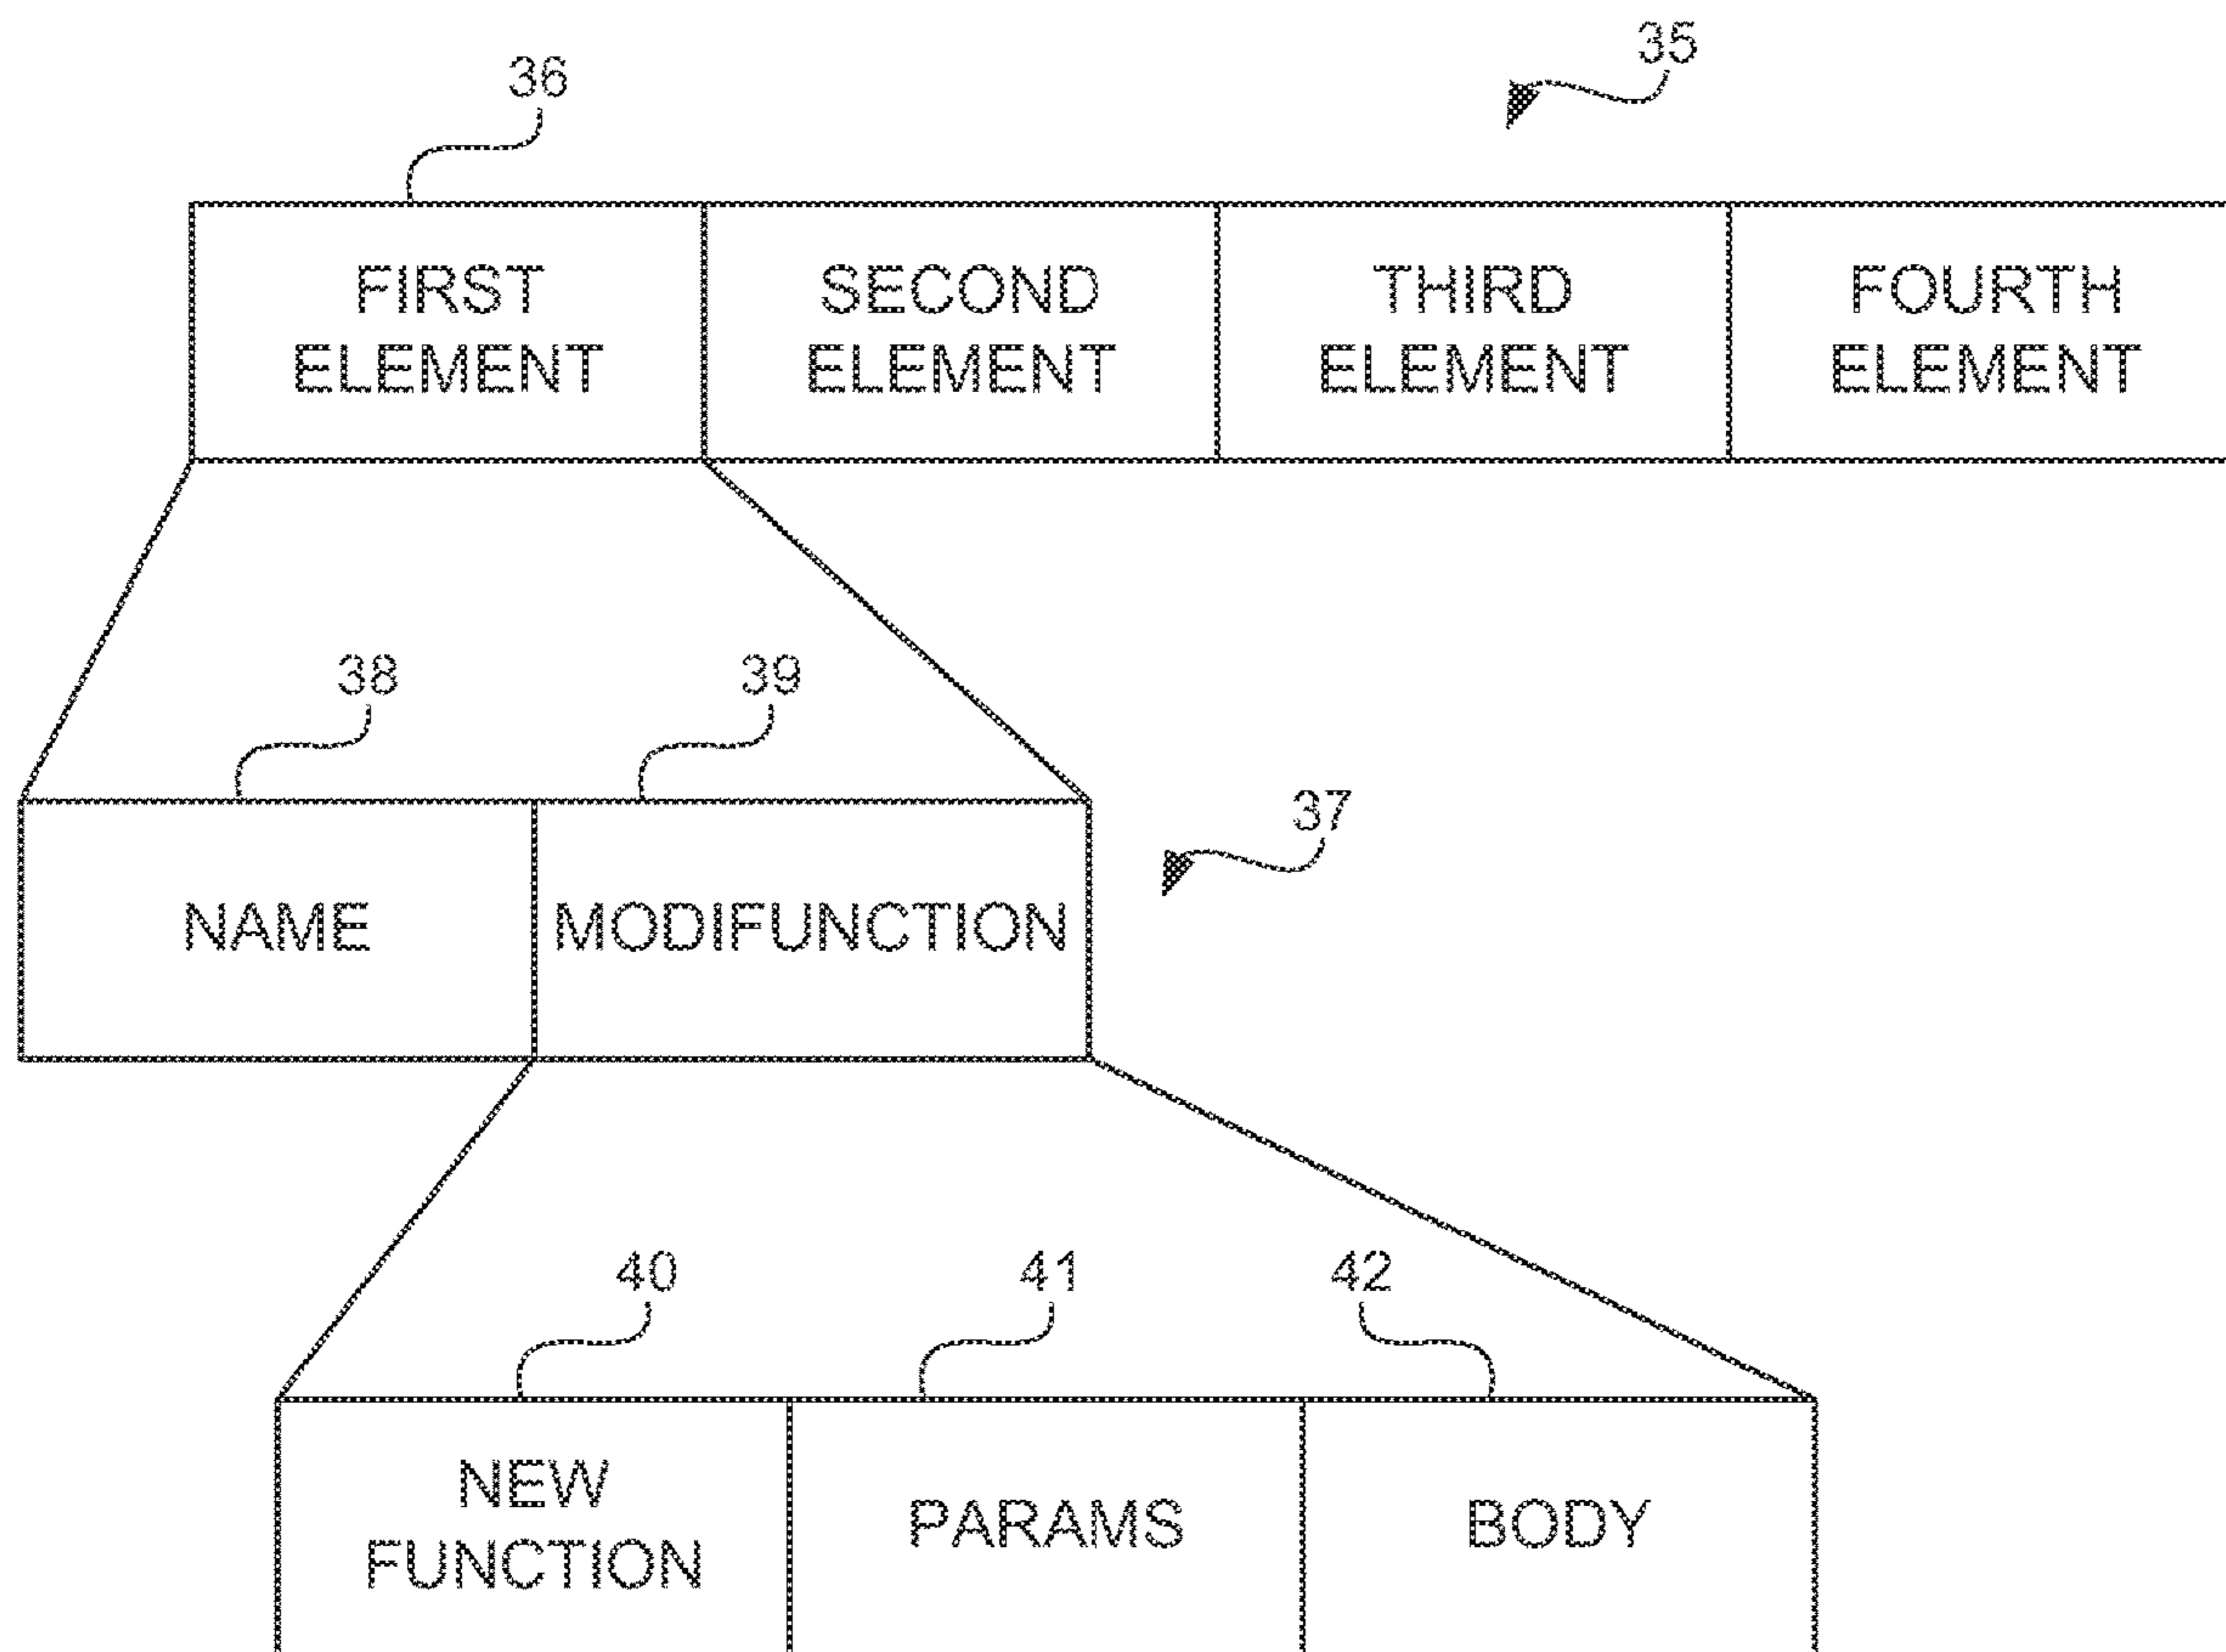 35
36
FIRST
ELEMENT
SECOND
ELEMENT
THIRD
ELEMENT
FOURTH
ELEMENT
38
39
37
NAME
MODIFUNCTION
40
41
42
NEW
FUNCTION
PARAMS
BODY